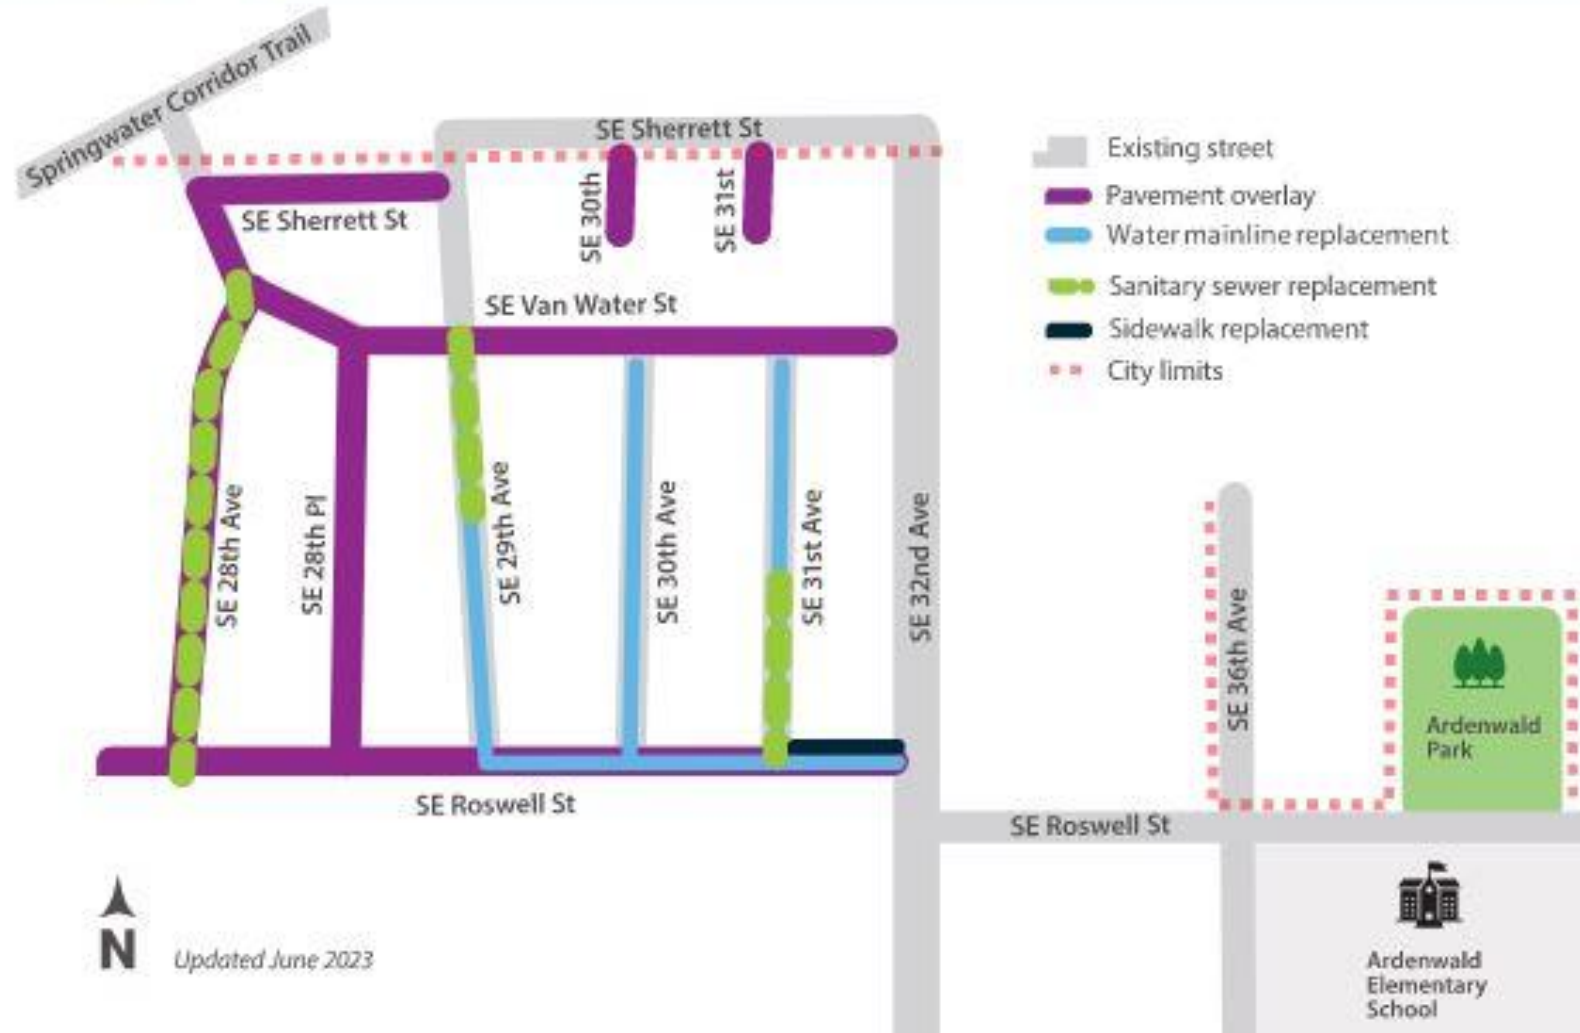 Springwater Corridor Trail
SE Sherrett St
SE Sherrett St
SE 30th
SE 31st
SE Van Water St
SE 28th Ave
SE 28th Pl
SE 29th Ave
SE 30th Ave
SE 31st Ave
SE 32nd Ave
SE Roswell St
Existing street
Pavement overlay
Water mainline replacement
Sanitary sewer replacement
Sidewalk replacement
City limits
SE 36th Ave
Ardenwald
Park
SE Roswell St
Ardenwald
Elementary
School
N
Updated June 2023